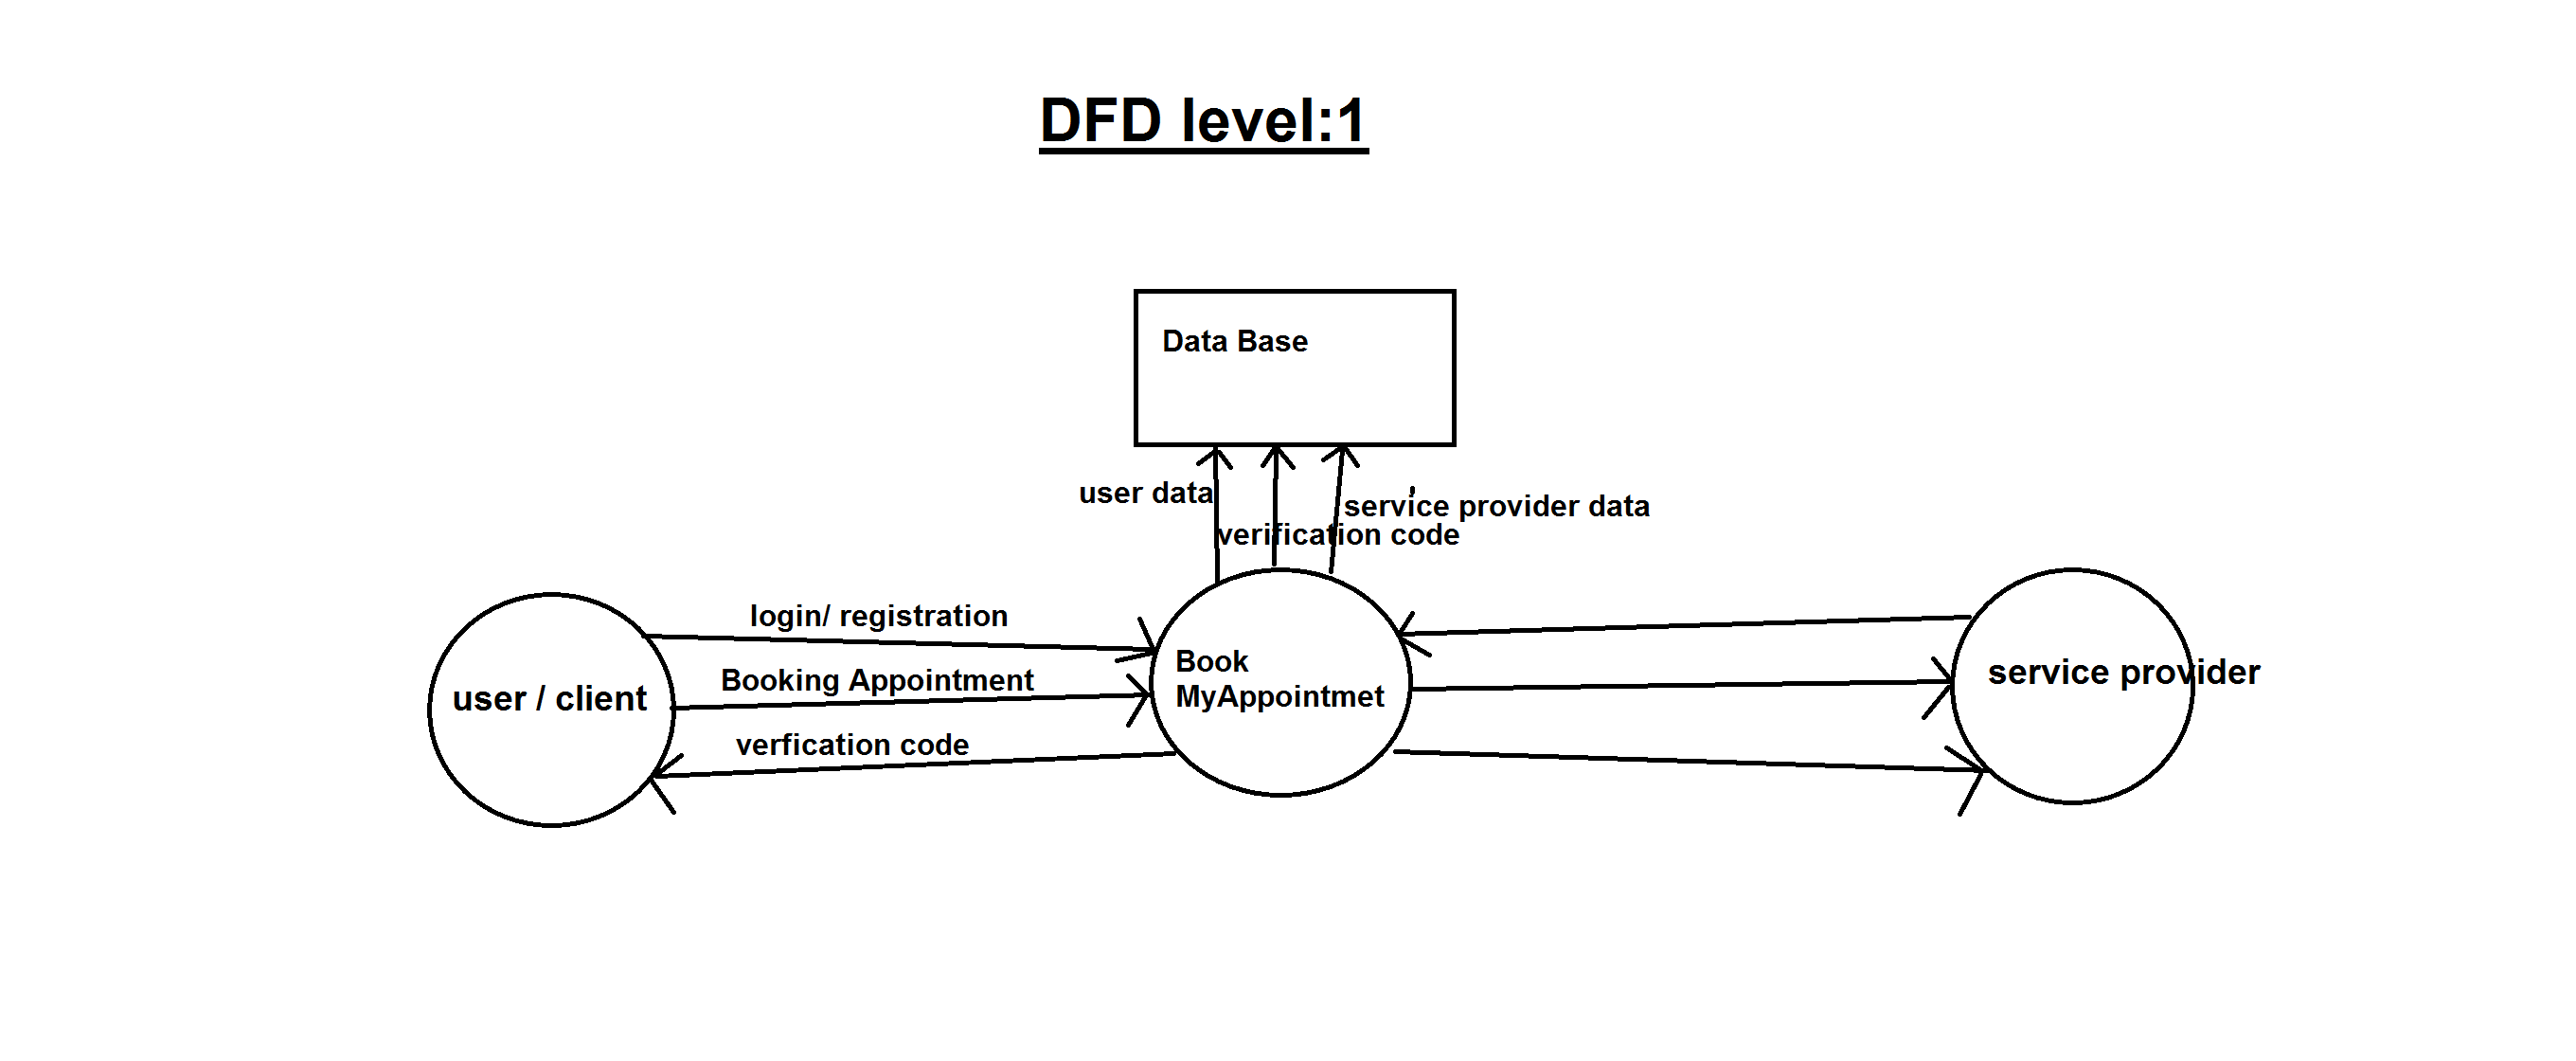 DFD level:1
Data Base
user data
service provider data
verification code
login/ registration
Booking Appointment
verfication code
user / client
Book
MyAppointmet
service provider